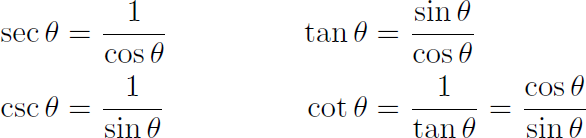 sec θ = 1/cos θ    tan θ = sin θ/cos θ
csc θ = 1/sin θ    cot θ = 1/tan θ = cos θ/sin θ